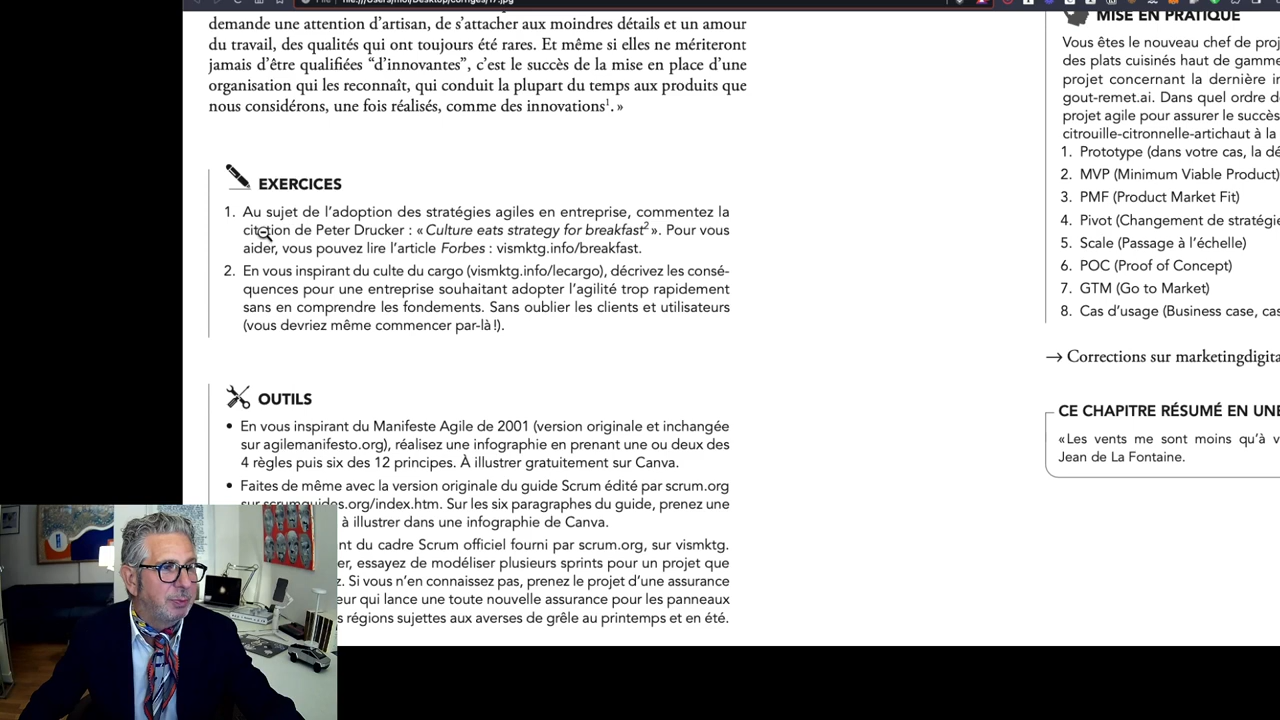 demande une attention d'artisan, de s'attacher aux moindres détails et un amour
du travail, des qualités qui ont toujours été rares. Et même si elles ne mériteront
jamais d'être qualifiées “d'innovantes”, c'est le succès de la mise en place d'une
organisation qui les reconnaît, qui conduit la plupart du temps aux produits que
nous considérons, une fois réalisés, comme des innovations¹. »
EXERCICES
1. Au sujet de l'adoption des stratégies agiles en entreprise, commentez la
citation de Peter Drucker : « Culture eats strategy for breakfast² ». Pour vous
aider, vous pouvez lire l'article Forbes : vismktg.info/breakfast.
2. En vous inspirant du culte du cargo (vismktg.info/lecargo), décrivez les consé-
quences pour une entreprise souhaitant adopter l'agilité trop rapidement
sans en comprendre les fondements. Sans oublier les clients et utilisateurs
(vous devriez même commencer par-là !).
OUTILS
• En vous inspirant du Manifeste Agile de 2001 (version originale et inchangée
sur agilemanifesto.org), réalisez une infographie en prenant une ou deux des
4 règles puis six des 12 principes. À illustrer gratuitement sur Canva.
• Faites de même avec la version originale du guide Scrum édité par scrum.org
sur scrumguides.org/index.htm. Sur les six paragraphes du guide, prenez une
à illustrer dans une infographie de Canva.
nt du cadre Scrum officiel fourni par scrum.org, sur vismktg.
er, essayez de modéliser plusieurs sprints pour un projet que
z. Si vous n'en connaissez pas, prenez le projet d'une assurance
eur qui lance une toute nouvelle assurance pour les panneaux
s régions sujettes aux averses de grêle au printemps et en été.
MISE EN PRATIQUE
Vous êtes le nouveau chef de proj
des plats cuisinés haut de gamme
projet concernant la dernière in
gout-remet.ai. Dans quel ordre d
projet agile pour assurer le succès
citrouille-citronnelle-artichaut à la
1. Prototype (dans votre cas, la dé
2. MVP (Minimum Viable Product)
3. PMF (Product Market Fit)
4. Pivot (Changement de stratégie
5. Scale (Passage à l'échelle)
6. POC (Proof of Concept)
7. GTM (Go to Market)
8. Cas d'usage (Business case, cas
→ Corrections sur marketingdigita
CE CHAPITRE RÉSUMÉ EN UNE
« Les vents me sont moins qu'à v
Jean de La Fontaine.